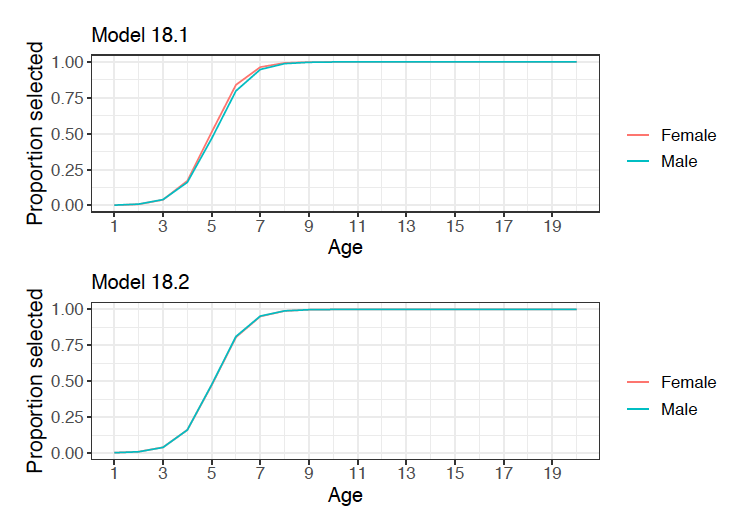 Model 18.1
Proportion selected
1.00
0.75
0.50
0.25
0.00
1 3 5 7 9 11 13 15 17 19
Age
Female
Male
Model 18.2
Proportion selected
1.00
0.75
0.50
0.25
0.00
1 3 5 7 9 11 13 15 17 19
Age
Female
Male